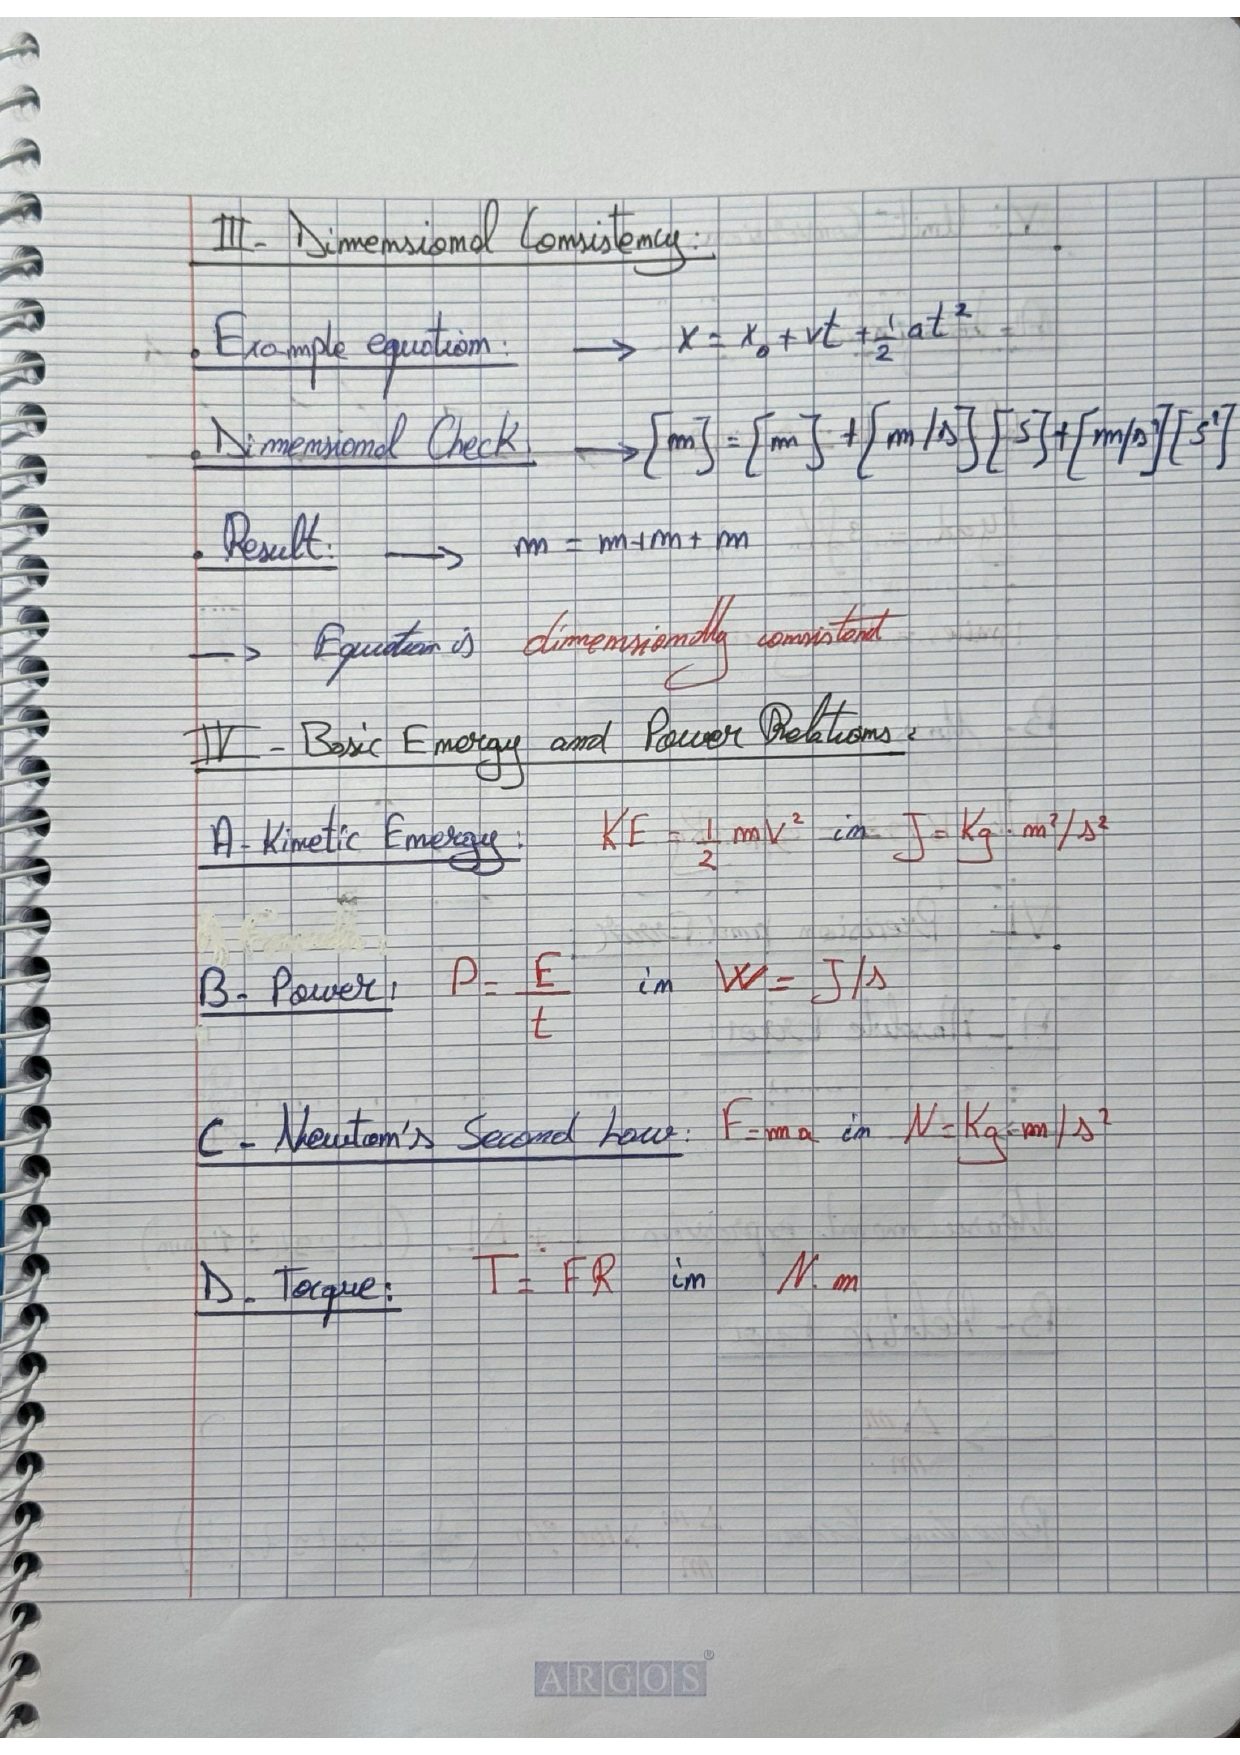 III - Dimensional Consistency:
. Example equation: → x = x₀ + vt + ½ at²
. Dimensional Check → [m] = [m] + [m/s] [s] + [m/s²] [s²]
. Result: → m = m + m + m
→ Equation is dimensionally consistent
IV - Basic Energy and Power Relations:
A - Kinetic Energy: KE = ½ mv² in J = Kg · m²/s²
B - Power: P = E/t in W = J/s
C - Newton's Second Law: F = ma in N = Kg·m/s²
D - Torque: T = FR in N.m
ARGOS®